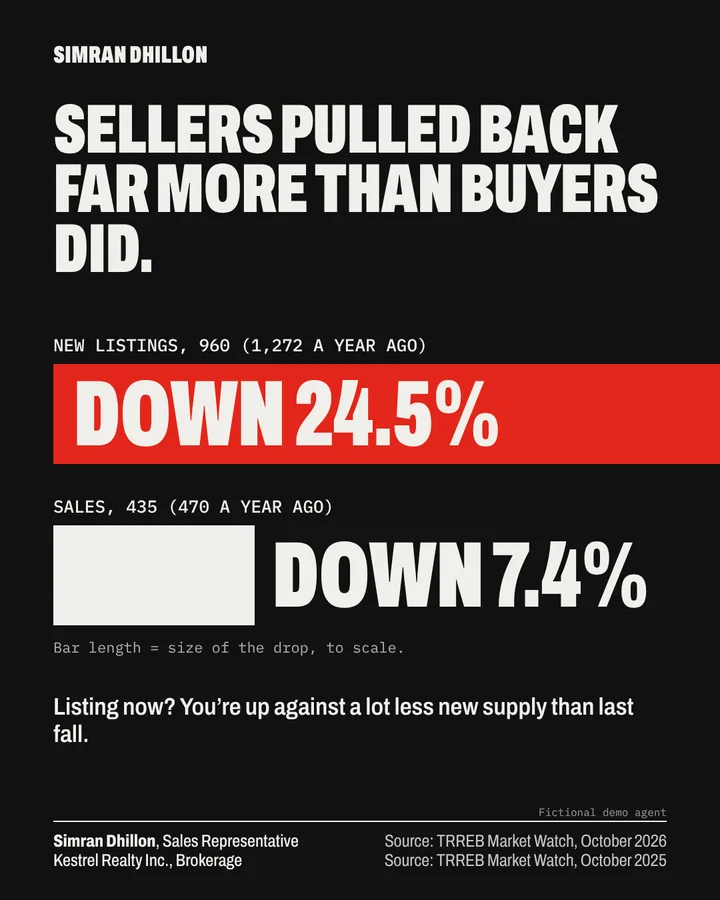 SIMRAN DHILLON
SELLERS PULLED BACK
FAR MORE THAN BUYERS
DID.
NEW LISTINGS, 960 (1,272 A YEAR AGO)
DOWN 24.5%
SALES, 435 (470 A YEAR AGO)
DOWN 7.4%
Bar length = size of the drop, to scale.
Listing now? You’re up against a lot less new supply than last
fall.
Fictional demo agent
Simran Dhillon, Sales Representative
Kestrel Realty Inc., Brokerage
Source: TRREB Market Watch, October 2026
Source: TRREB Market Watch, October 2025